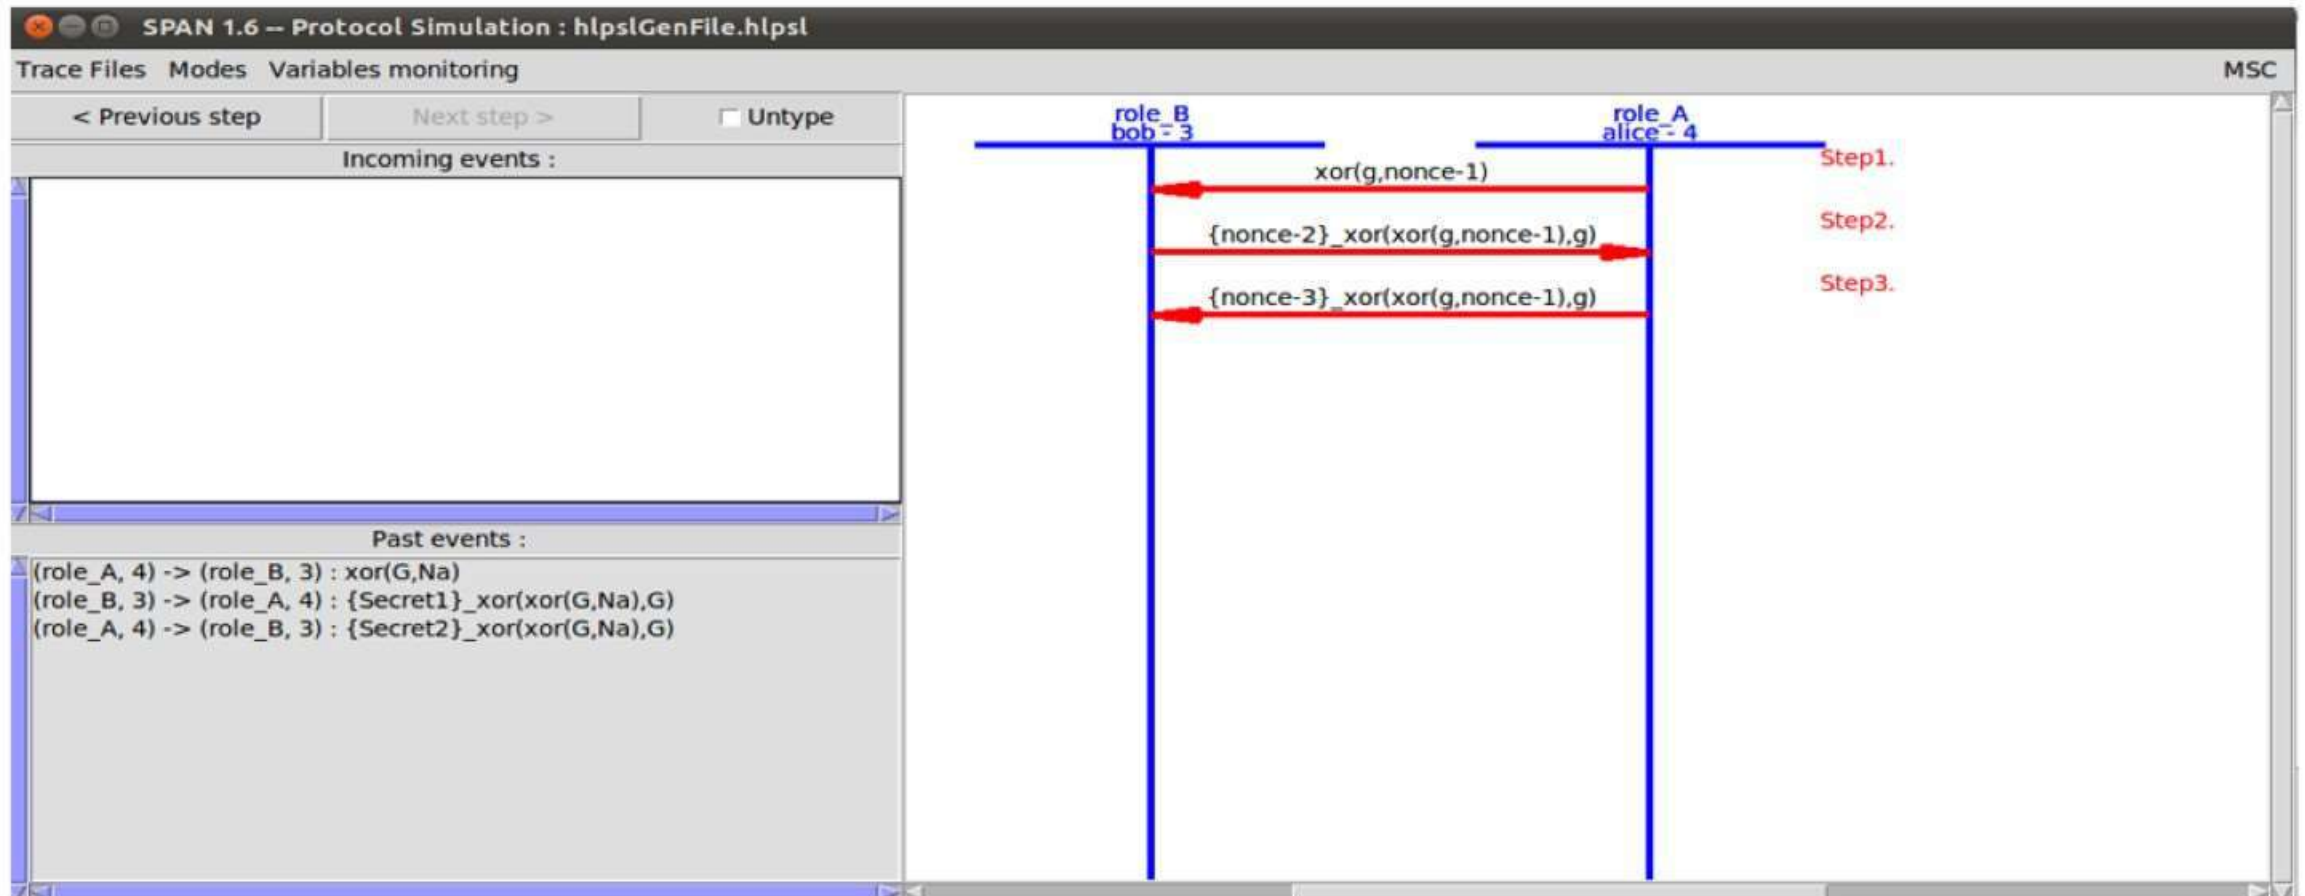 SPAN 1.6 -- Protocol Simulation : hlpslGenFile.hlpsl
Trace Files Modes Variables monitoring MSC
< Previous step Next step > Untype
Incoming events :
Past events :
(role_A, 4) -> (role_B, 3) : xor(G,Na)
(role_B, 3) -> (role_A, 4) : {Secret1}_xor(xor(G,Na),G)
(role_A, 4) -> (role_B, 3) : {Secret2}_xor(xor(G,Na),G)
role_B role_A
bob - 3 alice - 4
Step1.
xor(g,nonce-1)
Step2.
{nonce-2}_xor(xor(g,nonce-1),g)
Step3.
{nonce-3}_xor(xor(g,nonce-1),g)